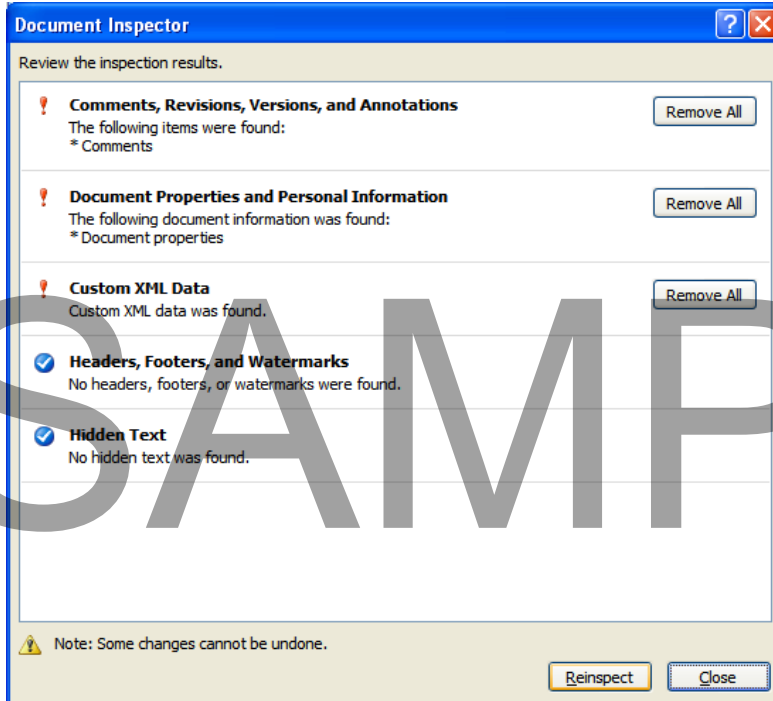 Document Inspector
Review the inspection results.
Comments, Revisions, Versions, and Annotations
Remove All
The following items were found:
* Comments
Document Properties and Personal Information
Remove All
The following document information was found:
* Document properties
Custom XML Data
Remove All
Custom XML data was found.
Headers, Footers, and Watermarks
No headers, footers, or watermarks were found.
Hidden Text
No hidden text was found.
SAMP
Note: Some changes cannot be undone.
Reinspect
Close